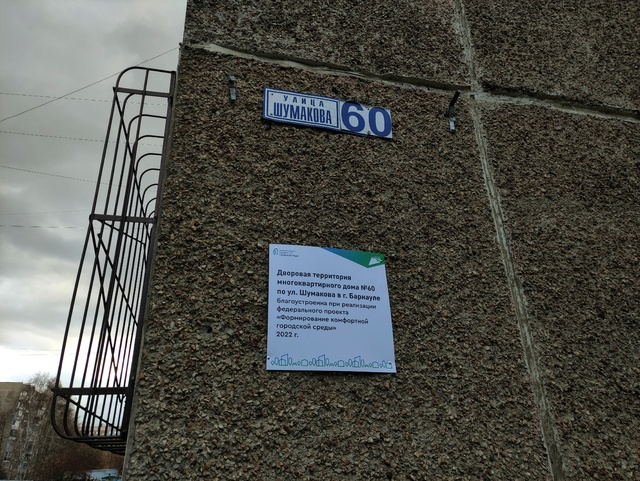 УЛИЦА
ШУМАКОВА 60
Дворовая территория
многоквартирного дома №60
по ул. Шумакова в г. Барнауле
благоустроена при реализации
федерального проекта
«Формирование комфортной
городской среды»
2022 г.